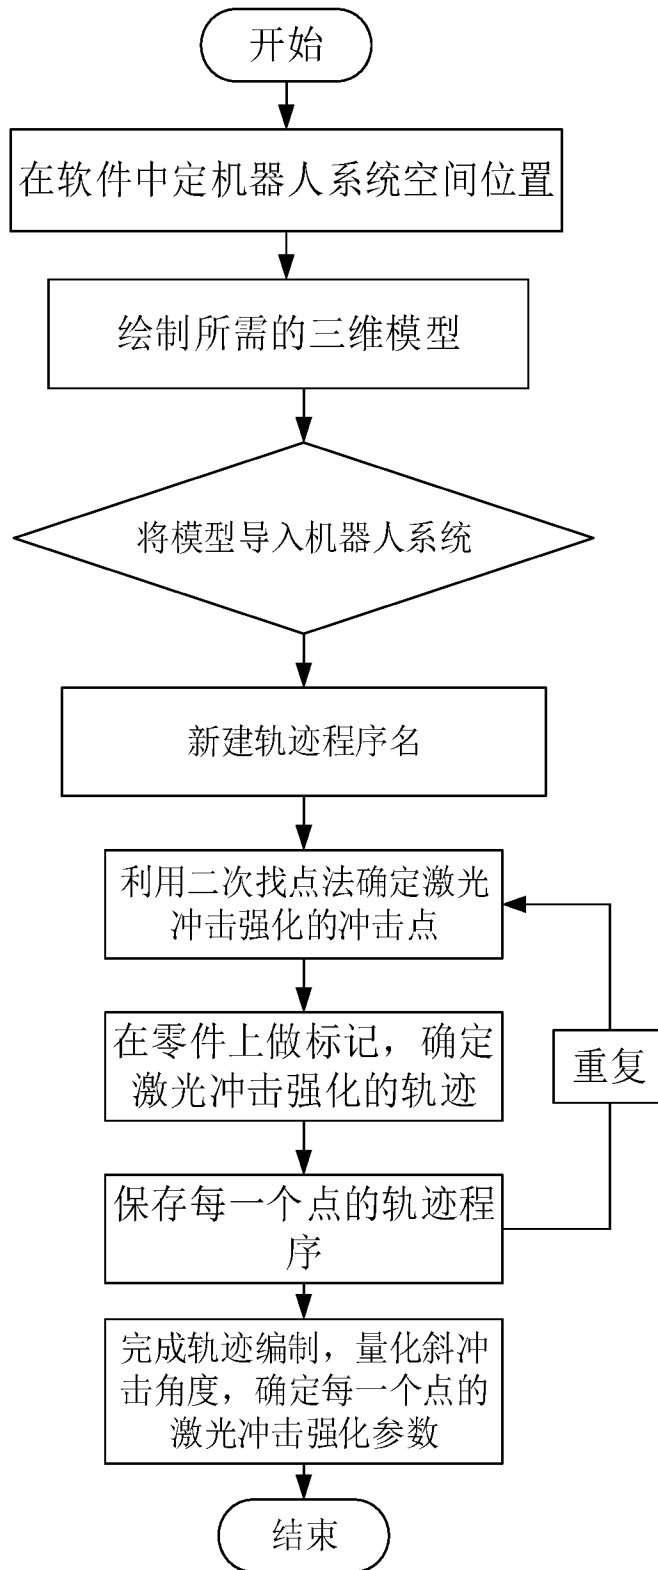 开始
在软件中定机器人系统空间位置
绘制所需的三维模型
将模型导入机器人系统
新建轨迹程序名
利用二次找点法确定激光
冲击强化的冲击点
在零件上做标记，确定
激光冲击强化的轨迹
重复
保存每一个点的轨迹程
序
完成轨迹编制，量化斜冲
击角度，确定每一个点的
激光冲击强化参数
结束